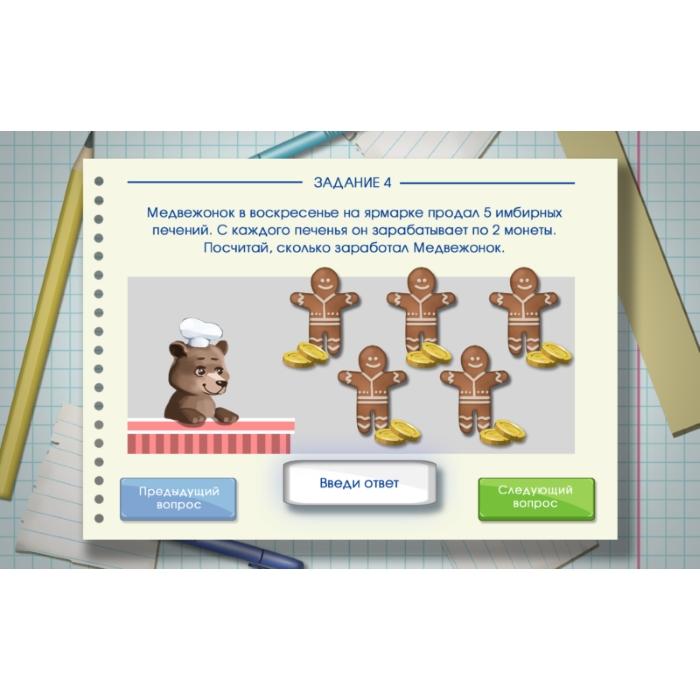 ЗАДАНИЕ 4
Медвежонок в воскресенье на ярмарке продал 5 имбирных
печений. С каждого печенья он зарабатывает по 2 монеты.
Посчитай, сколько заработал Медвежонок.
Введи ответ
Предыдущий
вопрос
Следующий
вопрос